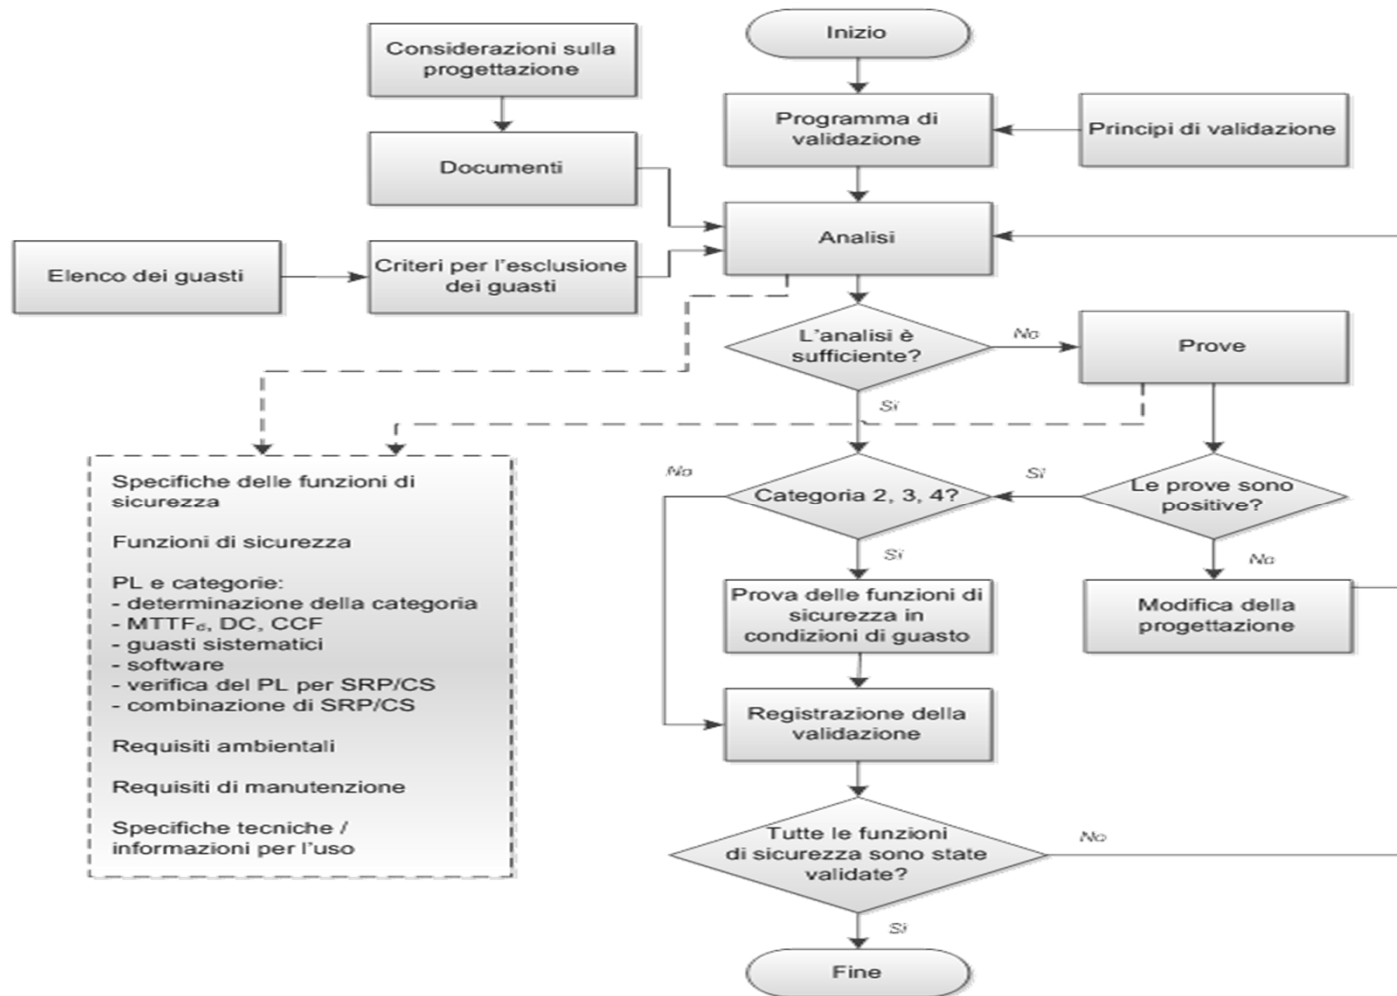 Inizio
Considerazioni sulla
progettazione
Programma di
validazione
Principi di validazione
Documenti
Analisi
Elenco dei guasti
Criteri per l'esclusione
dei guasti
L'analisi è
sufficiente?
No
Prove
Sì
Specifiche delle funzioni di
sicurezza
Funzioni di sicurezza
PL e categorie:
- determinazione della categoria
- MTTFd, DC, CCF
- guasti sistematici
- software
- verifica del PL per SRP/CS
- combinazione di SRP/CS
Requisiti ambientali
Requisiti di manutenzione
Specifiche tecniche /
informazioni per l'uso
No
Categoria 2, 3, 4?
Sì
Le prove sono
positive?
Sì
No
Prova delle funzioni di
sicurezza in
condizioni di guasto
Modifica della
progettazione
Registrazione della
validazione
Tutte le funzioni
di sicurezza sono state
validate?
No
Sì
Fine